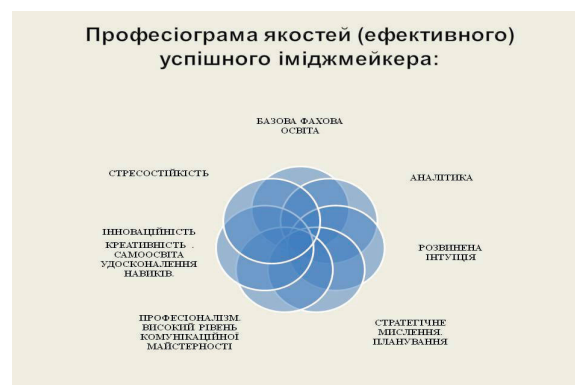 Професіограма якостей (ефективного)
успішного іміджмейкера:
БАЗОВА ФАХОВА
ОСВІТА
АНАЛІТИКА
РОЗВИНЕНА
ІНТУЇЦІЯ
СТРАТЕГІЧНЕ
МИСЛЕННЯ.
ПЛАНУВАННЯ
ПРОФЕСІОНАЛІЗМ.
ВИСОКИЙ РІВЕНЬ
КОМУНІКАЦІЙНОЇ
МАЙСТЕРНОСТІ
ІННОВАЦІЙНІСТЬ
КРЕАТИВНІСТЬ .
САМООСВІТА
УДОСКОНАЛЕННЯ
НАВИКІВ.
СТРЕСОСТІЙКІСТЬ